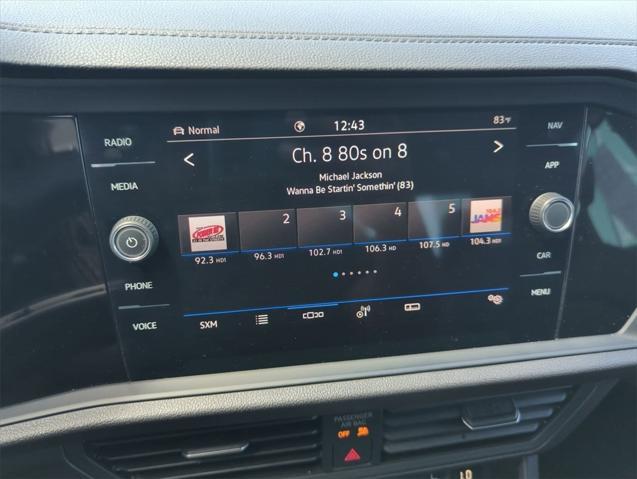 RADIO
MEDIA
PHONE
VOICE
Normal
12:43
83°F
Ch. 8 80s on 8
Michael Jackson
Wanna Be Startin' Somethin' (83)
2
3
4
5
JAMS
92.3 HD1
96.3 HD1
102.7 HD1
106.3 HD
107.5 HD1
104.3 HD1
SXM
NAV
APP
CAR
MENU
PASSENGER
AIR BAG
OFF